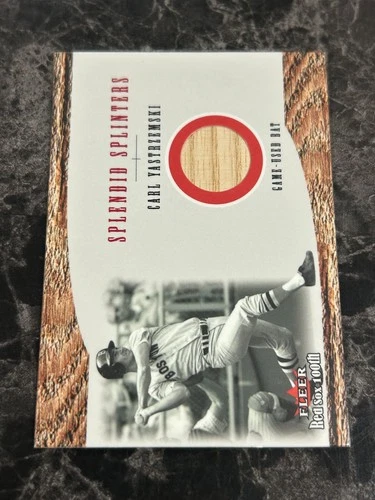 SPLENDID SPLINTERS
CARL YASTRZEMSKI
GAME-USED BAT
BOSTON
FLEER
Red Sox 100th